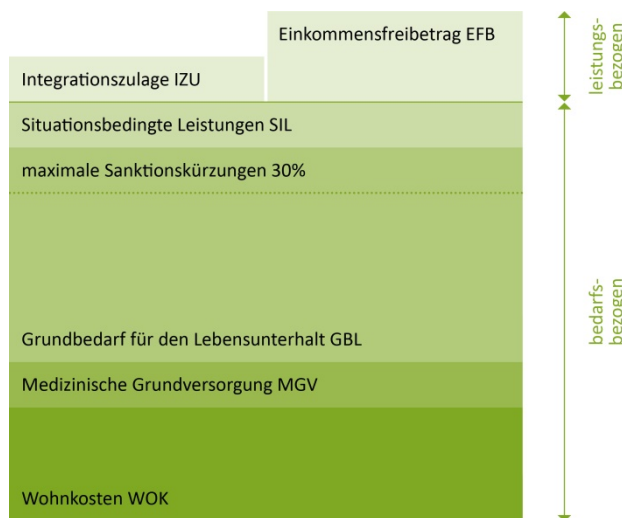 Einkommensfreibetrag EFB
Integrationszulage IZU
Situationsbedingte Leistungen SIL
maximale Sanktionskürzungen 30%
Grundbedarf für den Lebensunterhalt GBL
Medizinische Grundversorgung MGV
Wohnkosten WOK
leistungs-
bezogen
bedarfs-
bezogen